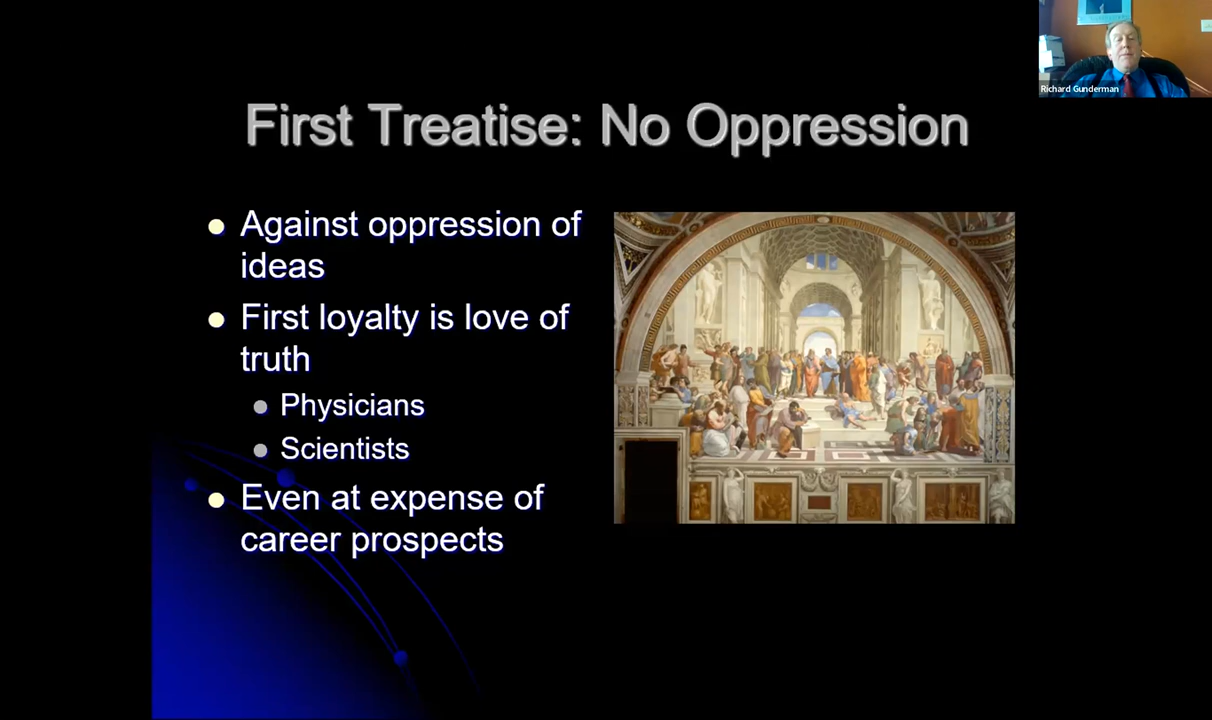 Richard Gunderman
First Treatise: No Oppression
Against oppression of
ideas
First loyalty is love of
truth
Physicians
Scientists
Even at expense of
career prospects